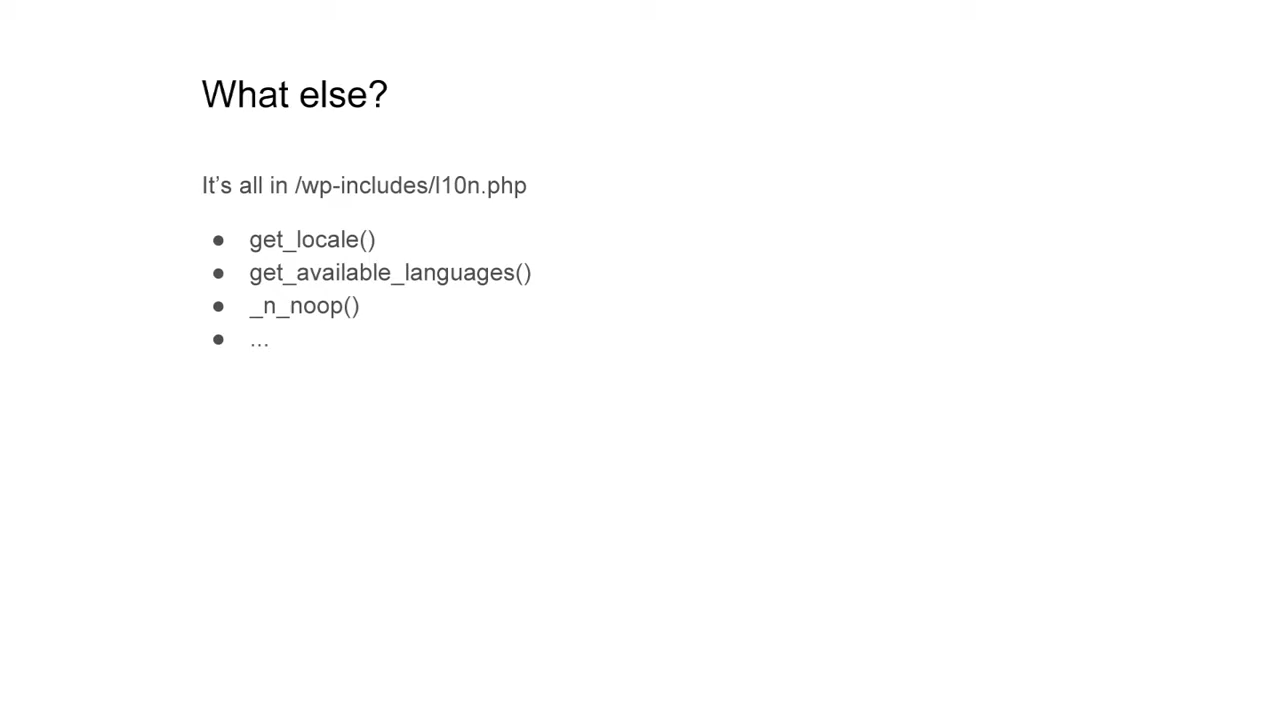 What else?
It’s all in /wp-includes/l10n.php
● get_locale()
● get_available_languages()
● _n_noop()
● ...